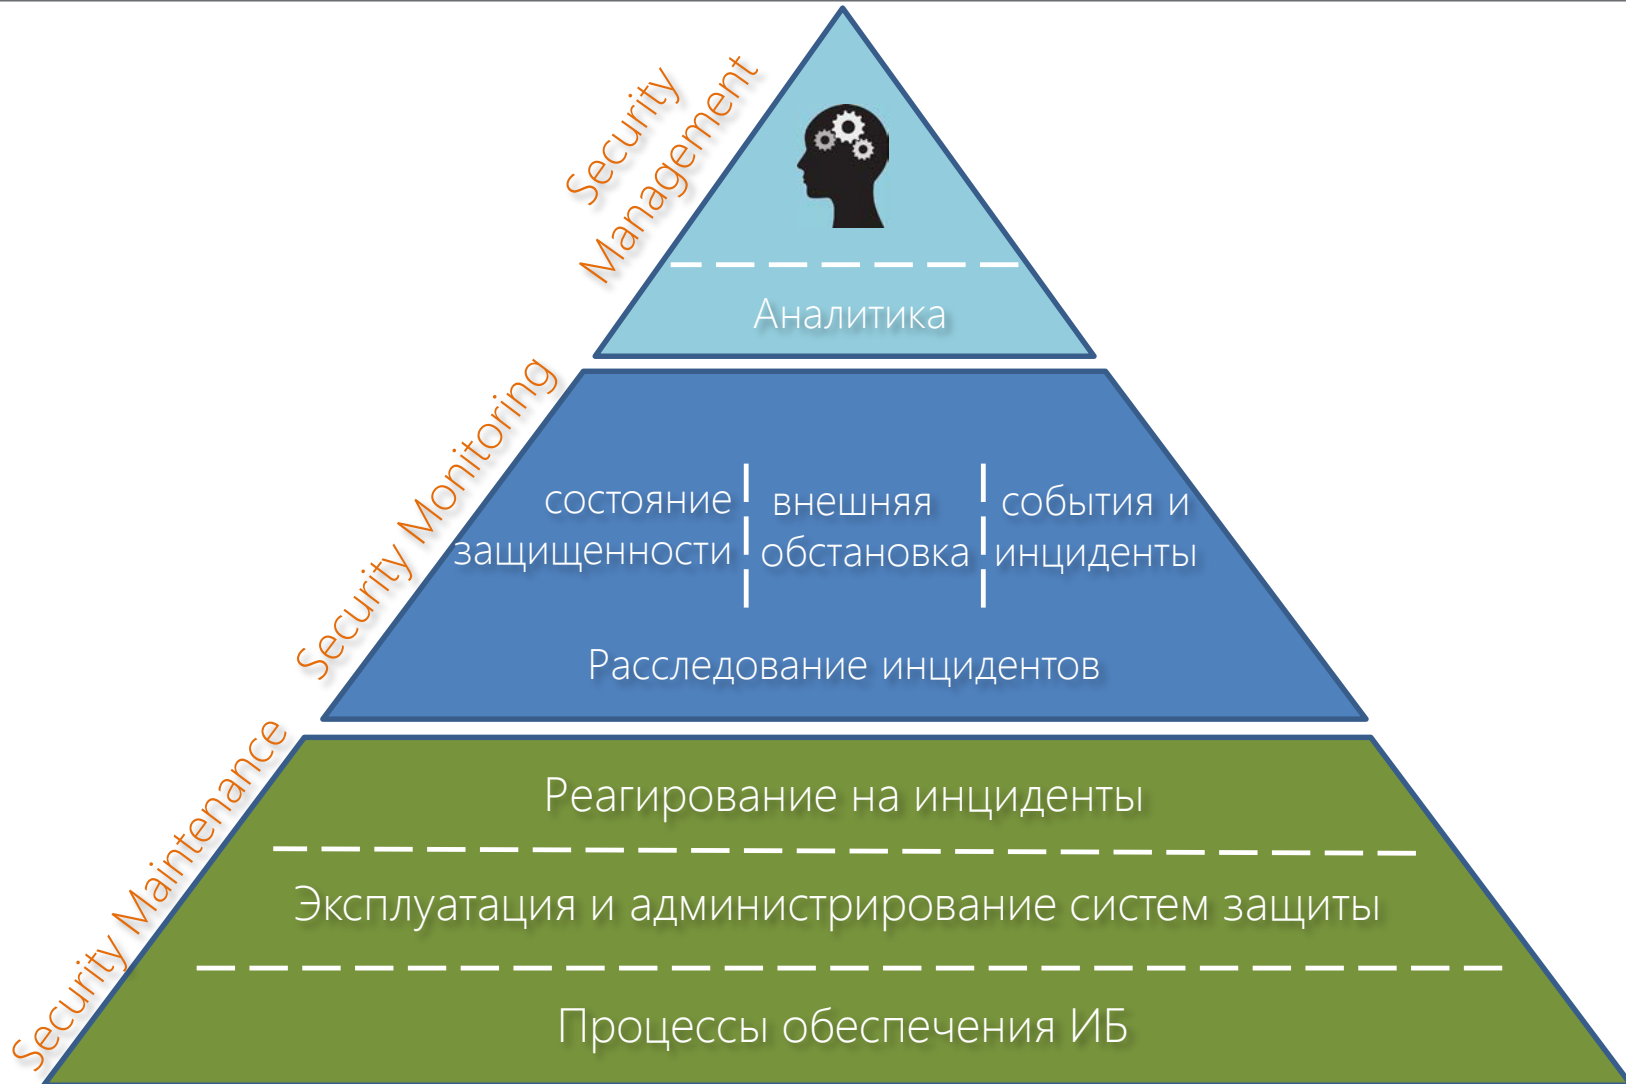 Security
Management
Аналитика
Security Monitoring
состояние
защищенности
внешняя
обстановка
события и
инциденты
Расследование инцидентов
Security Maintenance
Реагирование на инциденты
Эксплуатация и администрирование систем защиты
Процессы обеспечения ИБ